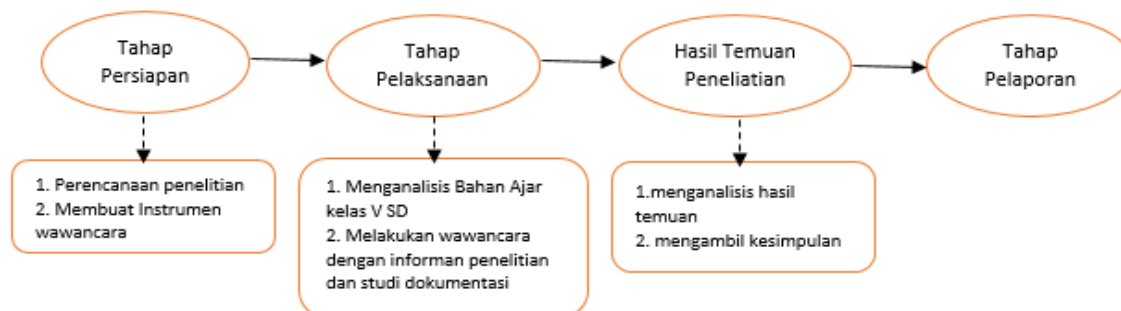 Tahap
Persiapan
Tahap
Pelaksanaan
Hasil Temuan
Peneliatian
Tahap
Pelaporan
1. Perencanaan penelitian
2. Membuat Instrumen
wawancara
1. Menganalisis Bahan Ajar
kelas V SD
2. Melakukan wawancara
dengan informan penelitian
dan studi dokumentasi
1.menganalisis hasil
temuan
2. mengambil kesimpulan